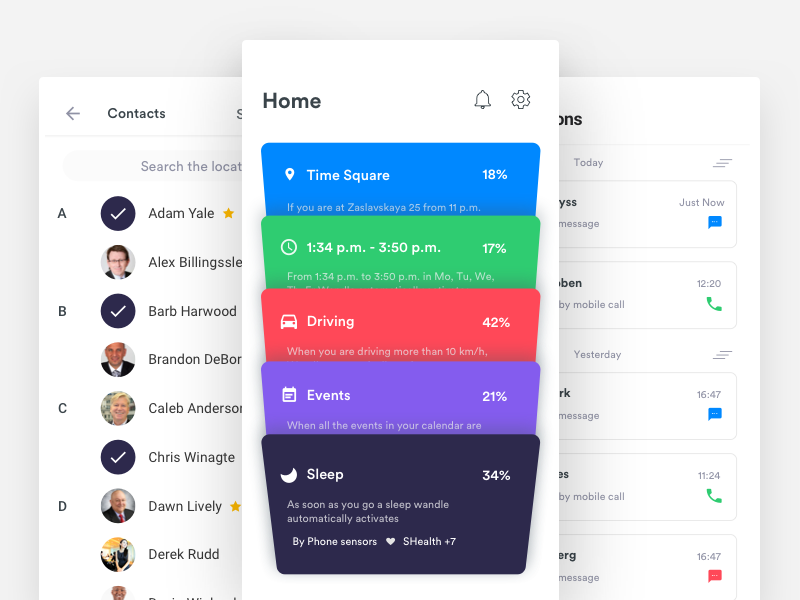 Contacts
Search the locat
A
Adam Yale
Alex Billingssle
B
Barb Harwood
Brandon DeBor
C
Caleb Anderson
Chris Winagte
D
Dawn Lively
Derek Rudd
Home
Time Square
18%
If you are at Zaslavskaya 25 from 11 p.m.
1:34 p.m. - 3:50 p.m.
17%
From 1:34 p.m. to 3:50 p.m. in Mo, Tu, We,
Driving
42%
When you are driving more than 10 km/h,
Events
21%
When all the events in your calendar are
Sleep
34%
As soon as you go a sleep wandle
automatically activates
By Phone sensors
SHealth +7
ons
Today
yss
Just Now
message
ben
12:20
by mobile call
Yesterday
rk
16:47
message
es
11:24
by mobile call
erg
16:47
message